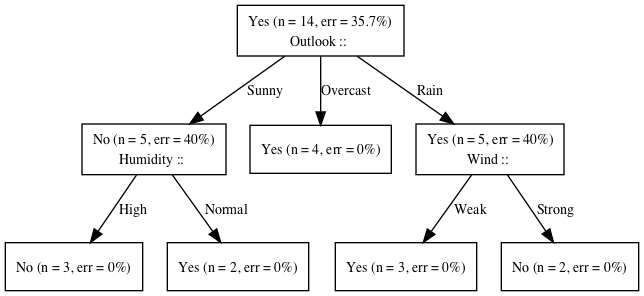 Yes (n = 14, err = 35.7%)
Outlook ::
Sunny
Overcast
Rain
No (n = 5, err = 40%)
Humidity ::
Yes (n = 4, err = 0%)
Yes (n = 5, err = 40%)
Wind ::
High
Normal
Weak
Strong
No (n = 3, err = 0%)
Yes (n = 2, err = 0%)
Yes (n = 3, err = 0%)
No (n = 2, err = 0%)